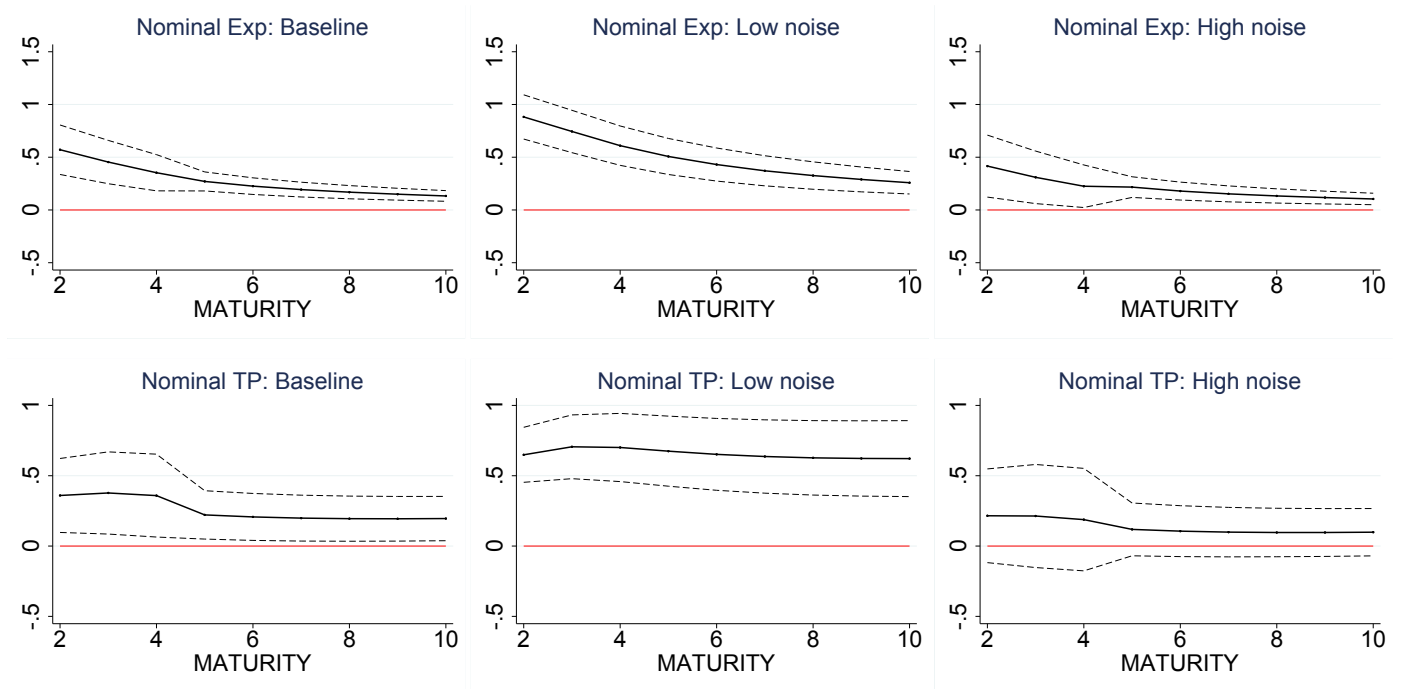 Nominal Exp: Baseline
1.5
1
.5
0
-.5
2 4 6 8 10
MATURITY
Nominal Exp: Low noise
1.5
1
.5
0
-.5
2 4 6 8 10
MATURITY
Nominal Exp: High noise
1.5
1
.5
0
-.5
2 4 6 8 10
MATURITY
Nominal TP: Baseline
1
.5
0
-.5
2 4 6 8 10
MATURITY
Nominal TP: Low noise
1
.5
0
-.5
2 4 6 8 10
MATURITY
Nominal TP: High noise
1
.5
0
-.5
2 4 6 8 10
MATURITY